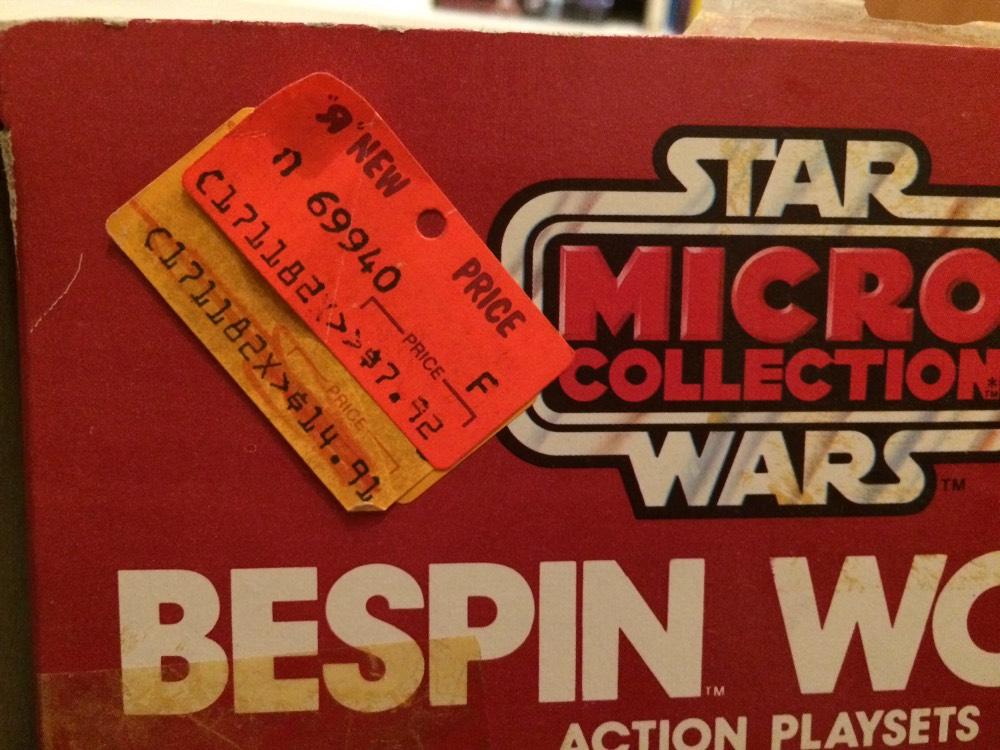 "R" NEW PRICE
n 69940 F
C171182X>>$7.92
PRICE
C171182X>$14.91
PRICE
STAR
MICRO
COLLECTION*
TM
WARS TM
BESPIN™ WO
ACTION PLAYSETS